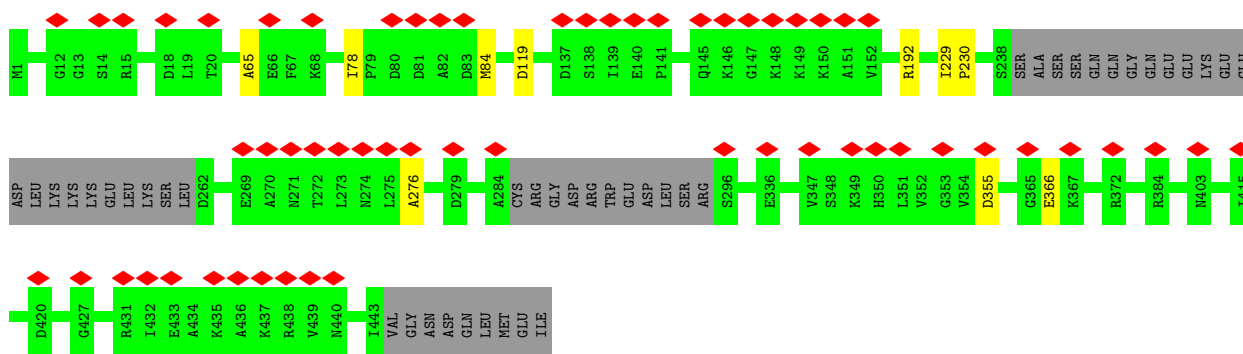 M1 G12 G13 S14 R15 D18 L19 T20 A65 E66 F67 K68 I78 P79 D80 D81 A82 D83 M84 D119 D137 S138 I139 E140 P141 Q145 K146 G147 K148 K149 K150 A151 V152 R192 I229 P230 S238 SER ALA SER SER GLN GLN GLY GLN GLU GLU LYS GLU GLU
ASP LEU LYS LYS LYS GLU LEU LYS SER LEU D262 E269 A270 N271 T272 L273 N274 L275 A276 D279 A284 CYS ARG GLY ASP ARG TRP GLU ASP LEU SER ARG S296 E336 V347 S348 K349 H350 L351 V352 G353 V354 D355 G365 E366 K367 R372 R384 N403 I415
D420 G427 R431 I432 E433 A434 K435 A436 K437 R438 V439 N440 I443 VAL GLY ASN ASP GLN LEU MET GLU ILE